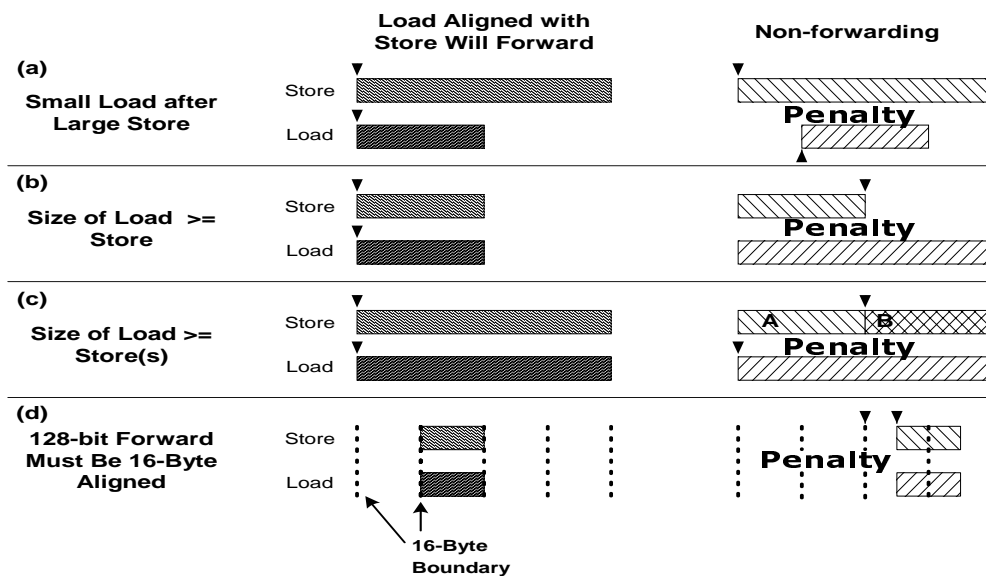 Load Aligned with
Store Will Forward
Non-forwarding
(a)
Small Load after
Large Store
Store
Load
Penalty
(b)
Size of Load >=
Store
Store
Load
Penalty
(c)
Size of Load >=
Store(s)
Store
Load
A
B
Penalty
(d)
128-bit Forward
Must Be 16-Byte
Aligned
Store
Load
Penalty
16-Byte
Boundary